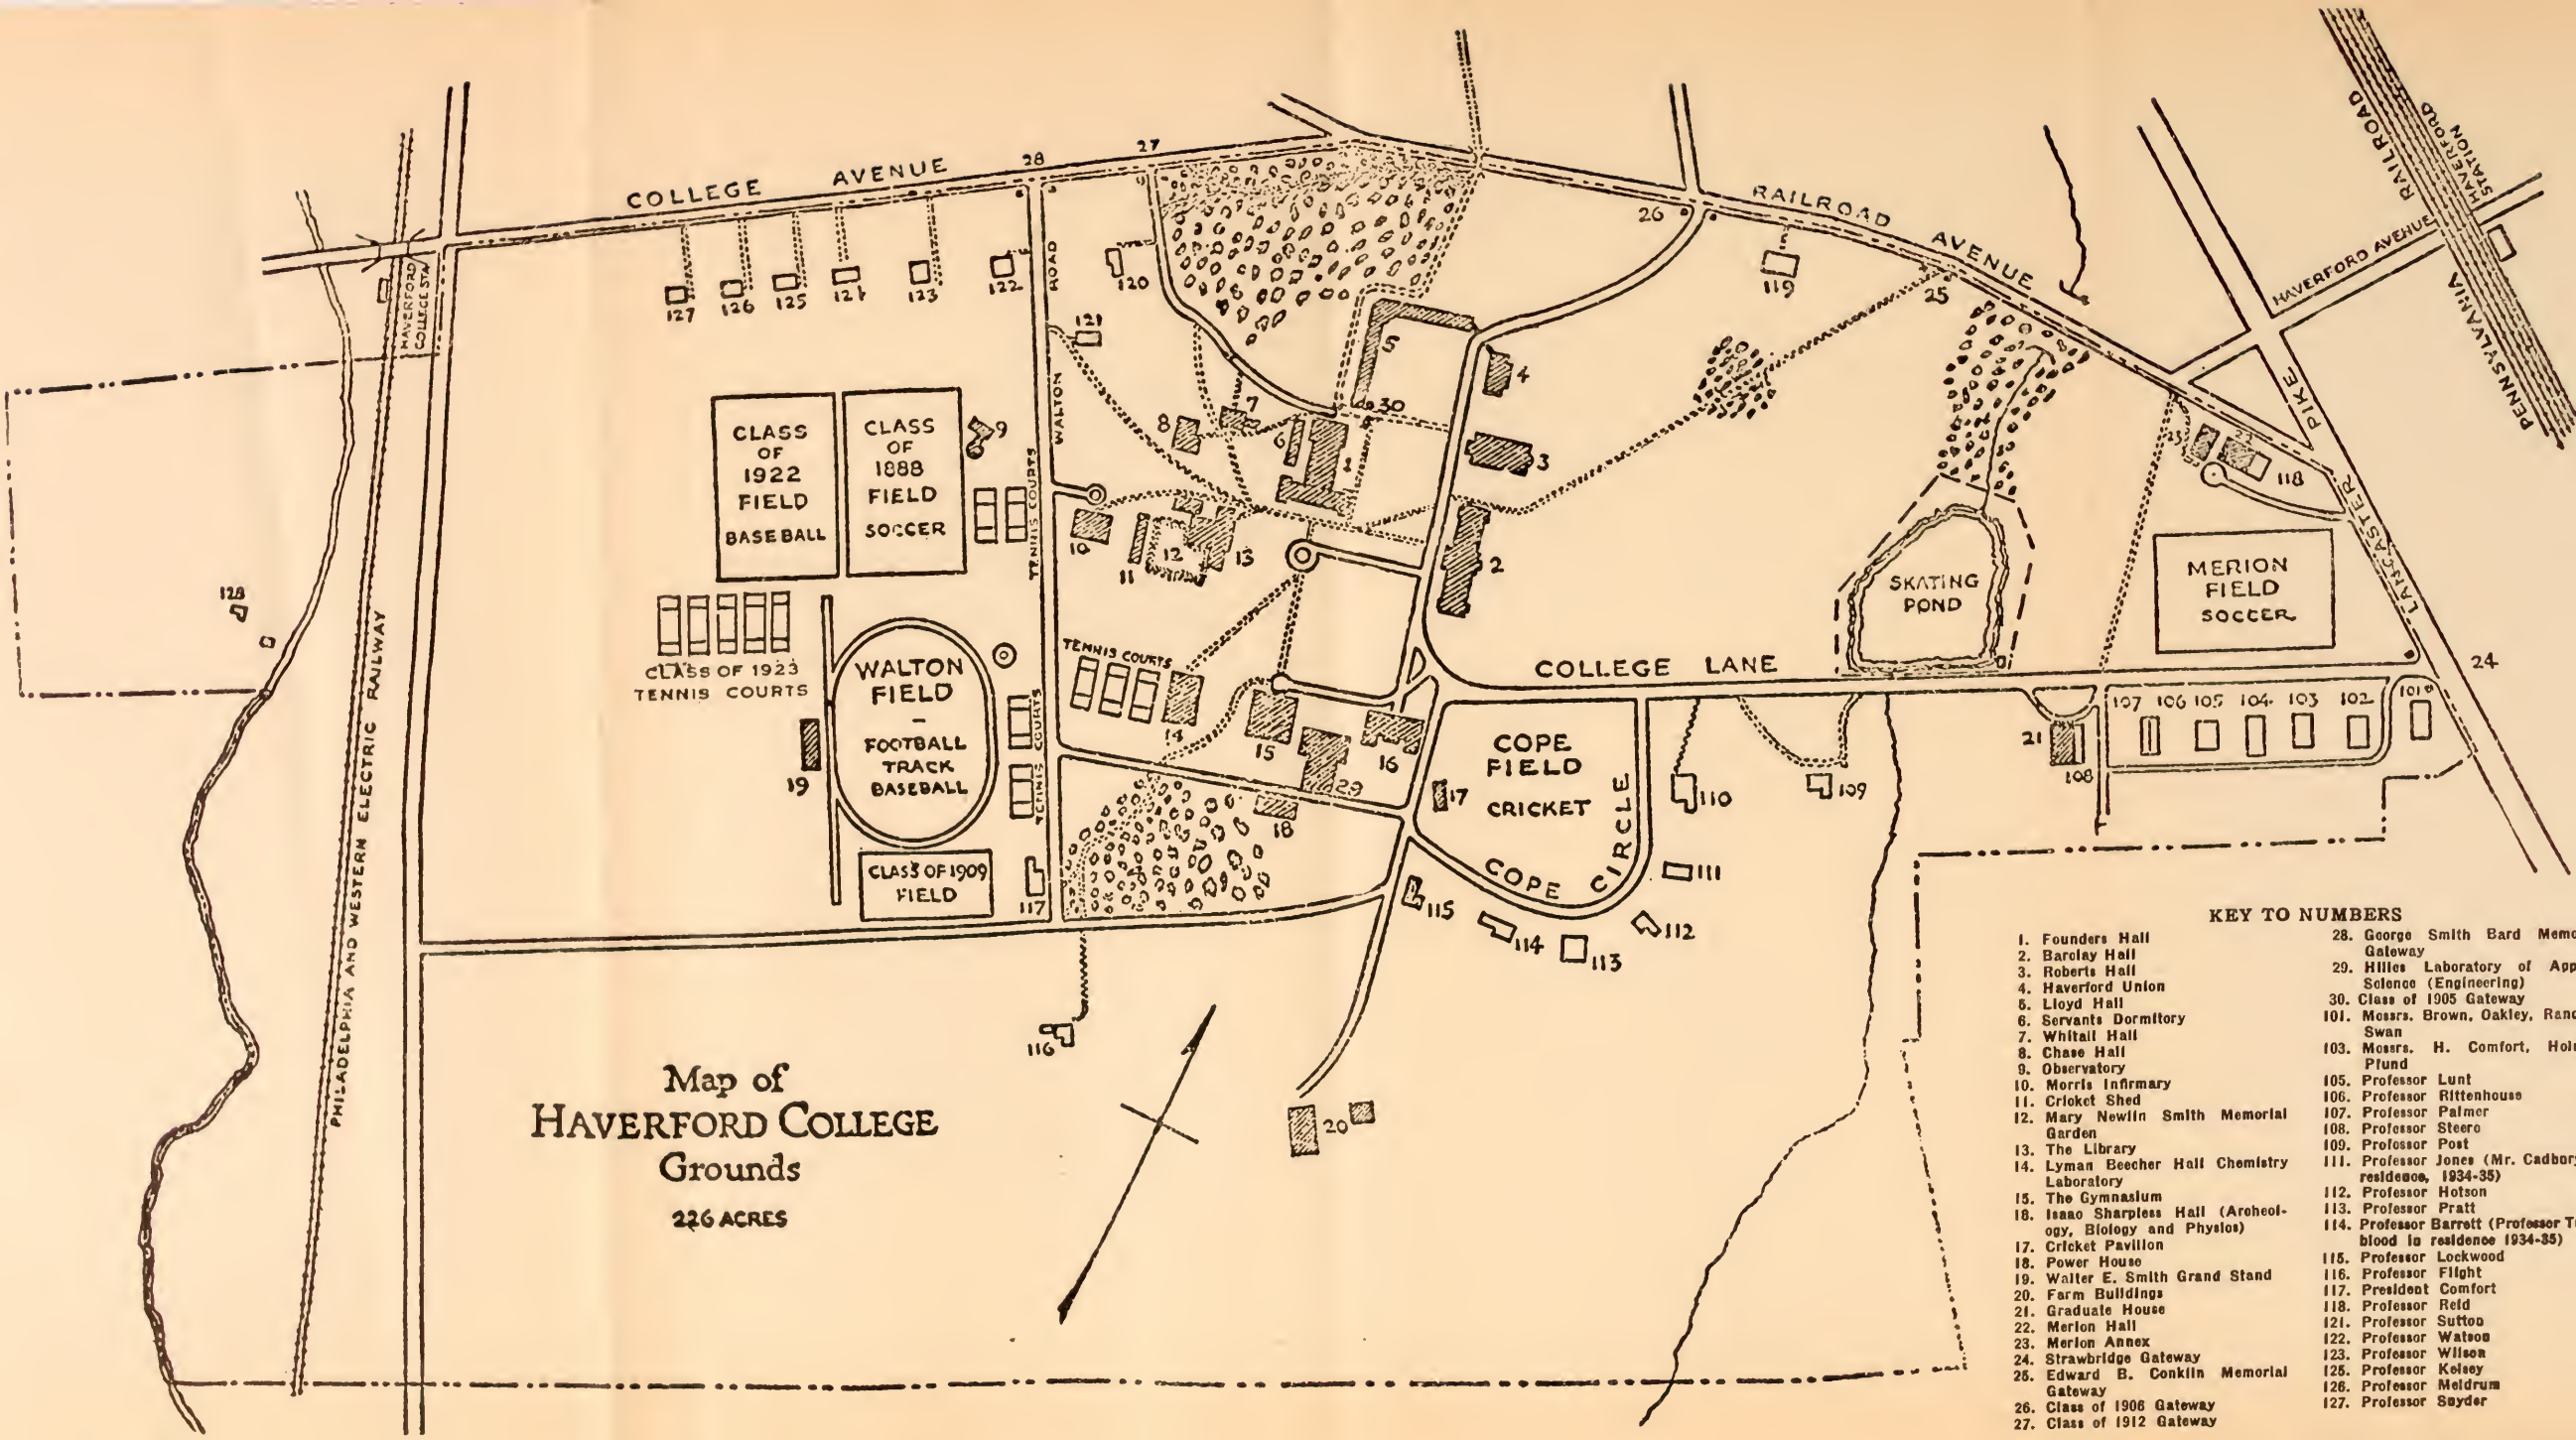 COLLEGE AVENUE
28
27
26
RAILROAD AVENUE
25
RAILROAD
HAVERFORD
STATION
PENNSYLVANIA
HAVERFORD AVENUE
LANCASTER PIKE
24
HAVERFORD
COLLEGE STA.
127
126
125
123
122
120
121
119
WALTON ROAD
5
4
30
3
7
8
6
1
9
CLASS
OF
1922
FIELD
BASEBALL
CLASS
OF
1888
FIELD
SOCCER
TENNIS COURTS
10
11
12
13
2
23
22
118
SKATING
POND
MERION
FIELD
SOCCER
128
CLASS OF 1923
TENNIS COURTS
WALTON
FIELD
-
FOOTBALL
TRACK
BASEBALL
TENNIS COURTS
TENNIS COURTS
TENNIS
14
15
16
29
17
18
19
COLLEGE LANE
COPE
FIELD
CRICKET
COPE CIRCLE
110
109
21
108
107 106 105 104 103 102 101
CLASS OF 1909
FIELD
117
115
114
113
112
111
116
20
PHILADELPHIA AND WESTERN ELECTRIC RAILWAY
Map of
HAVERFORD COLLEGE
Grounds
226 ACRES
KEY TO NUMBERS
1. Founders Hall
2. Barclay Hall
3. Roberts Hall
4. Haverford Union
5. Lloyd Hall
6. Servants Dormitory
7. Whitall Hall
8. Chase Hall
9. Observatory
10. Morris Infirmary
11. Cricket Shed
12. Mary Newlin Smith Memorial
Garden
13. The Library
14. Lyman Beecher Hall Chemistry
Laboratory
15. The Gymnasium
16. Isaac Sharpless Hall (Archeol-
ogy, Biology and Physics)
17. Cricket Pavilion
18. Power House
19. Walter E. Smith Grand Stand
20. Farm Buildings
21. Graduate House
22. Merion Hall
23. Merion Annex
24. Strawbridge Gateway
25. Edward B. Conklin Memorial
Gateway
26. Class of 1906 Gateway
27. Class of 1912 Gateway
28. George Smith Bard Memo
Gateway
29. Hilles Laboratory of App
Science (Engineering)
30. Class of 1905 Gateway
101. Messrs. Brown, Oakley, Rand
Swan
103. Messrs. H. Comfort, Hol
Pfund
105. Professor Lunt
106. Professor Rittenhouse
107. Professor Palmer
108. Professor Steere
109. Professor Post
111. Professor Jones (Mr. Cadbury
residence, 1934-35)
112. Professor Hotson
113. Professor Pratt
114. Professor Barrett (Professor T
blood in residence 1934-35)
115. Professor Lockwood
116. Professor Flight
117. President Comfort
118. Professor Reid
121. Professor Sutton
122. Professor Watson
123. Professor Wilson
125. Professor Kelsey
126. Professor Meldrum
127. Professor Snyder